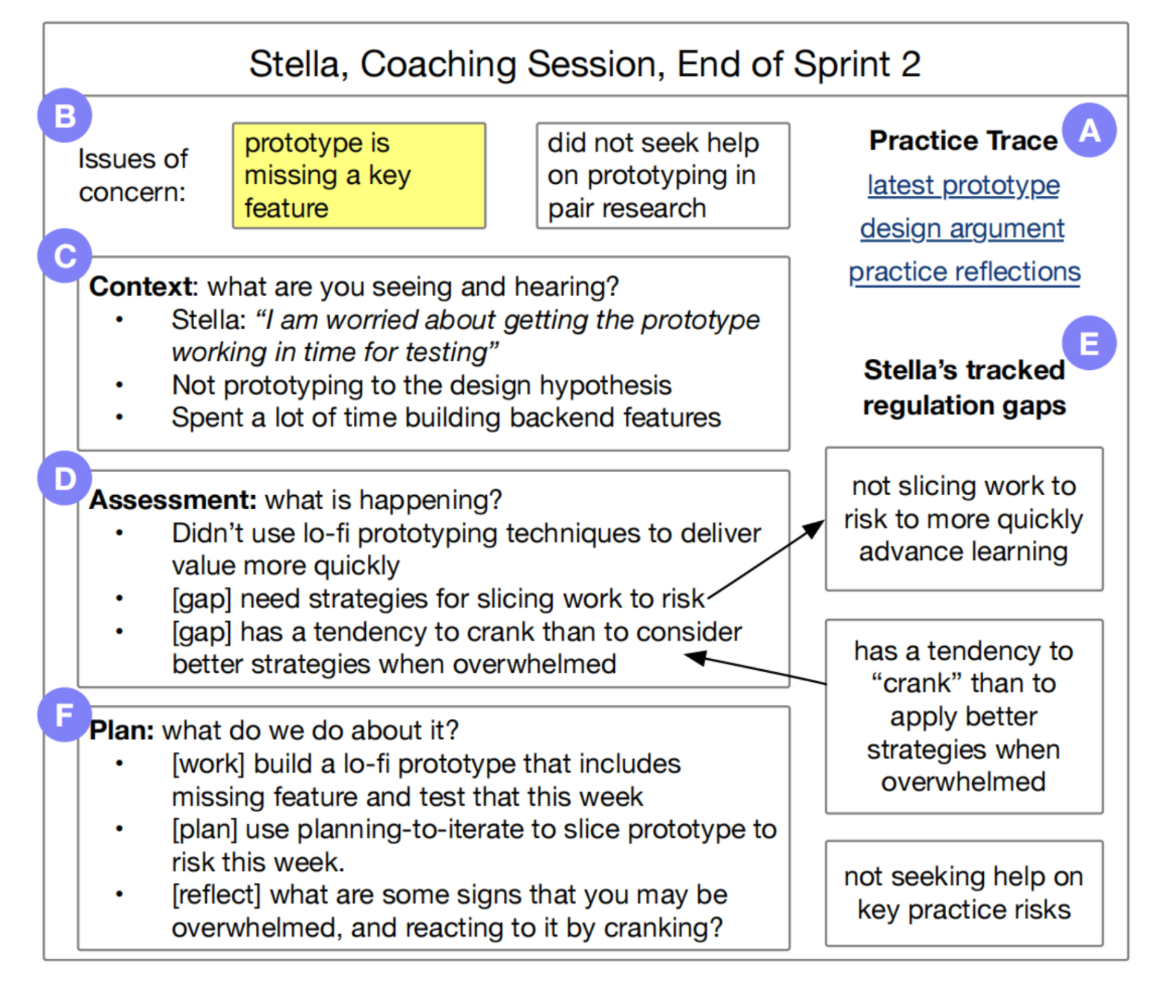 Stella, Coaching Session, End of Sprint 2
B
Issues of
concern:
prototype is
missing a key
feature
did not seek help
on prototyping in
pair research
A
Practice Trace
latest prototype
design argument
practice reflections
C
Context: what are you seeing and hearing?
• Stella: “I am worried about getting the prototype
working in time for testing”
• Not prototyping to the design hypothesis
• Spent a lot of time building backend features
D
Assessment: what is happening?
• Didn’t use lo-fi prototyping techniques to deliver
value more quickly
• [gap] need strategies for slicing work to risk
• [gap] has a tendency to crank than to consider
better strategies when overwhelmed
E
Stella’s tracked
regulation gaps
not slicing work to
risk to more quickly
advance learning
has a tendency to
“crank” than to
apply better
strategies when
overwhelmed
not seeking help on
key practice risks
F
Plan: what do we do about it?
• [work] build a lo-fi prototype that includes
missing feature and test that this week
• [plan] use planning-to-iterate to slice prototype to
risk this week.
• [reflect] what are some signs that you may be
overwhelmed, and reacting to it by cranking?